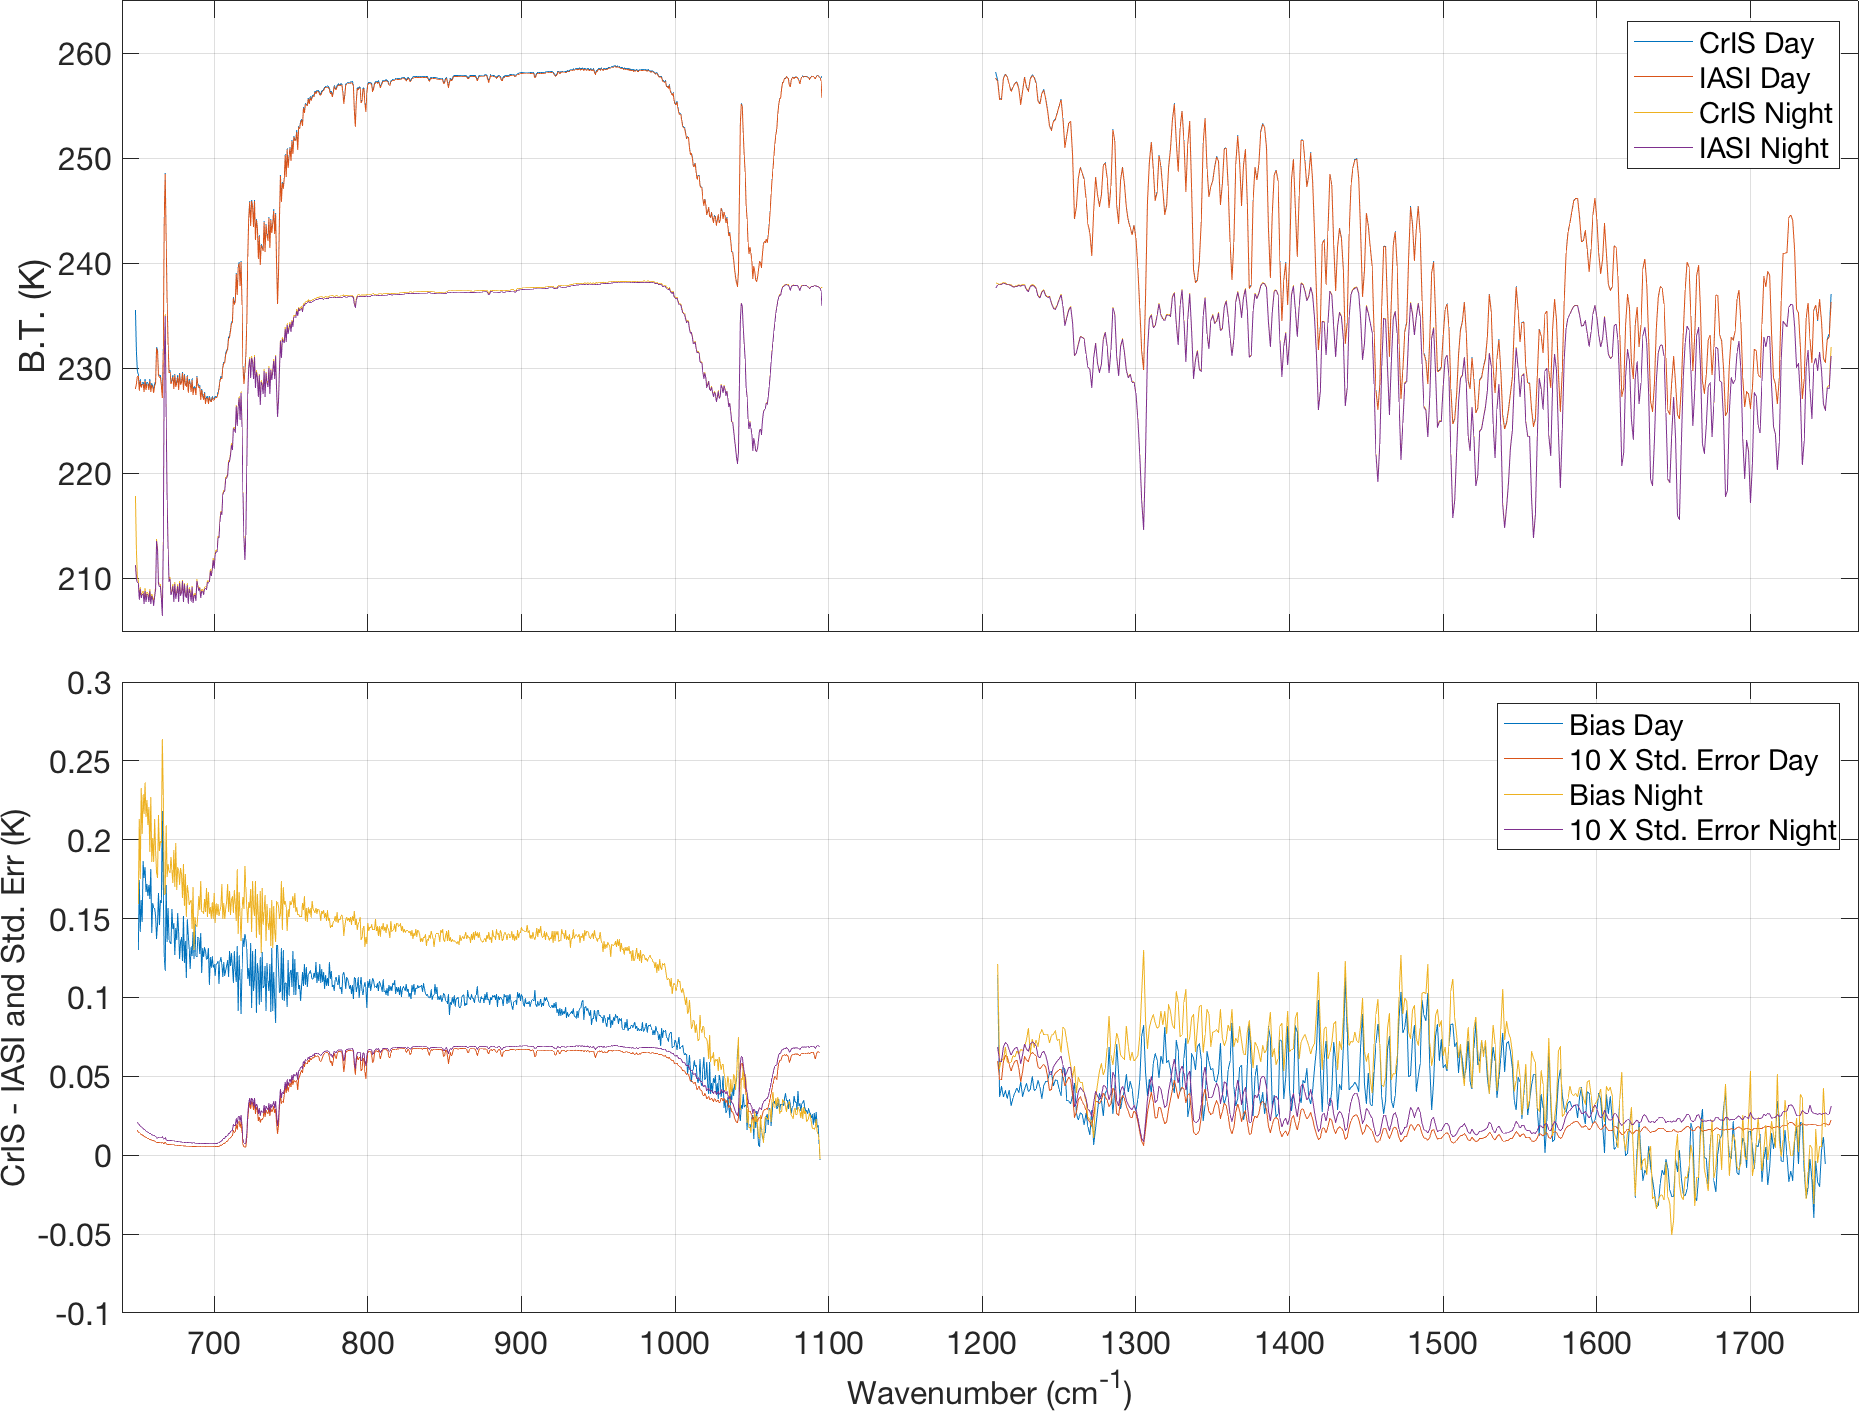 260
250
240
230
220
210
B.T. (K)
CrIS Day
IASI Day
CrIS Night
IASI Night
0.3
0.25
0.2
0.15
0.1
0.05
0
-0.05
-0.1
CrIS - IASI and Std. Err (K)
Bias Day
10 X Std. Error Day
Bias Night
10 X Std. Error Night
700 800 900 1000 1100 1200 1300 1400 1500 1600 1700
Wavenumber (cm⁻¹)